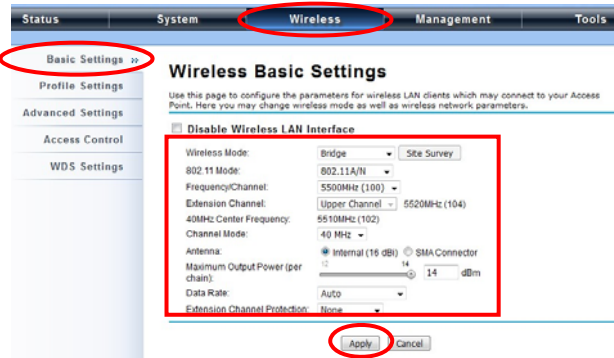 Status System Wireless Management Tools
Basic Settings »
Profile Settings
Advanced Settings
Access Control
WDS Settings
Wireless Basic Settings
Use this page to configure the parameters for wireless LAN clients which may connect to your Access
Point. Here you may change wireless mode as well as wireless network parameters.
Disable Wireless LAN Interface
Wireless Mode: Bridge Site Survey
802.11 Mode: 802.11A/N
Frequency/Channel: 5500MHz (100)
Extension Channel: Upper Channel 5520MHz (104)
40MHz Center Frequency: 5510MHz (102)
Channel Mode: 40 MHz
Antenna: Internal (16 dBi) SMA Connector
Maximum Output Power (per
chain): 12 14 14 dBm
Data Rate: Auto
Extension Channel Protection: None
Apply Cancel